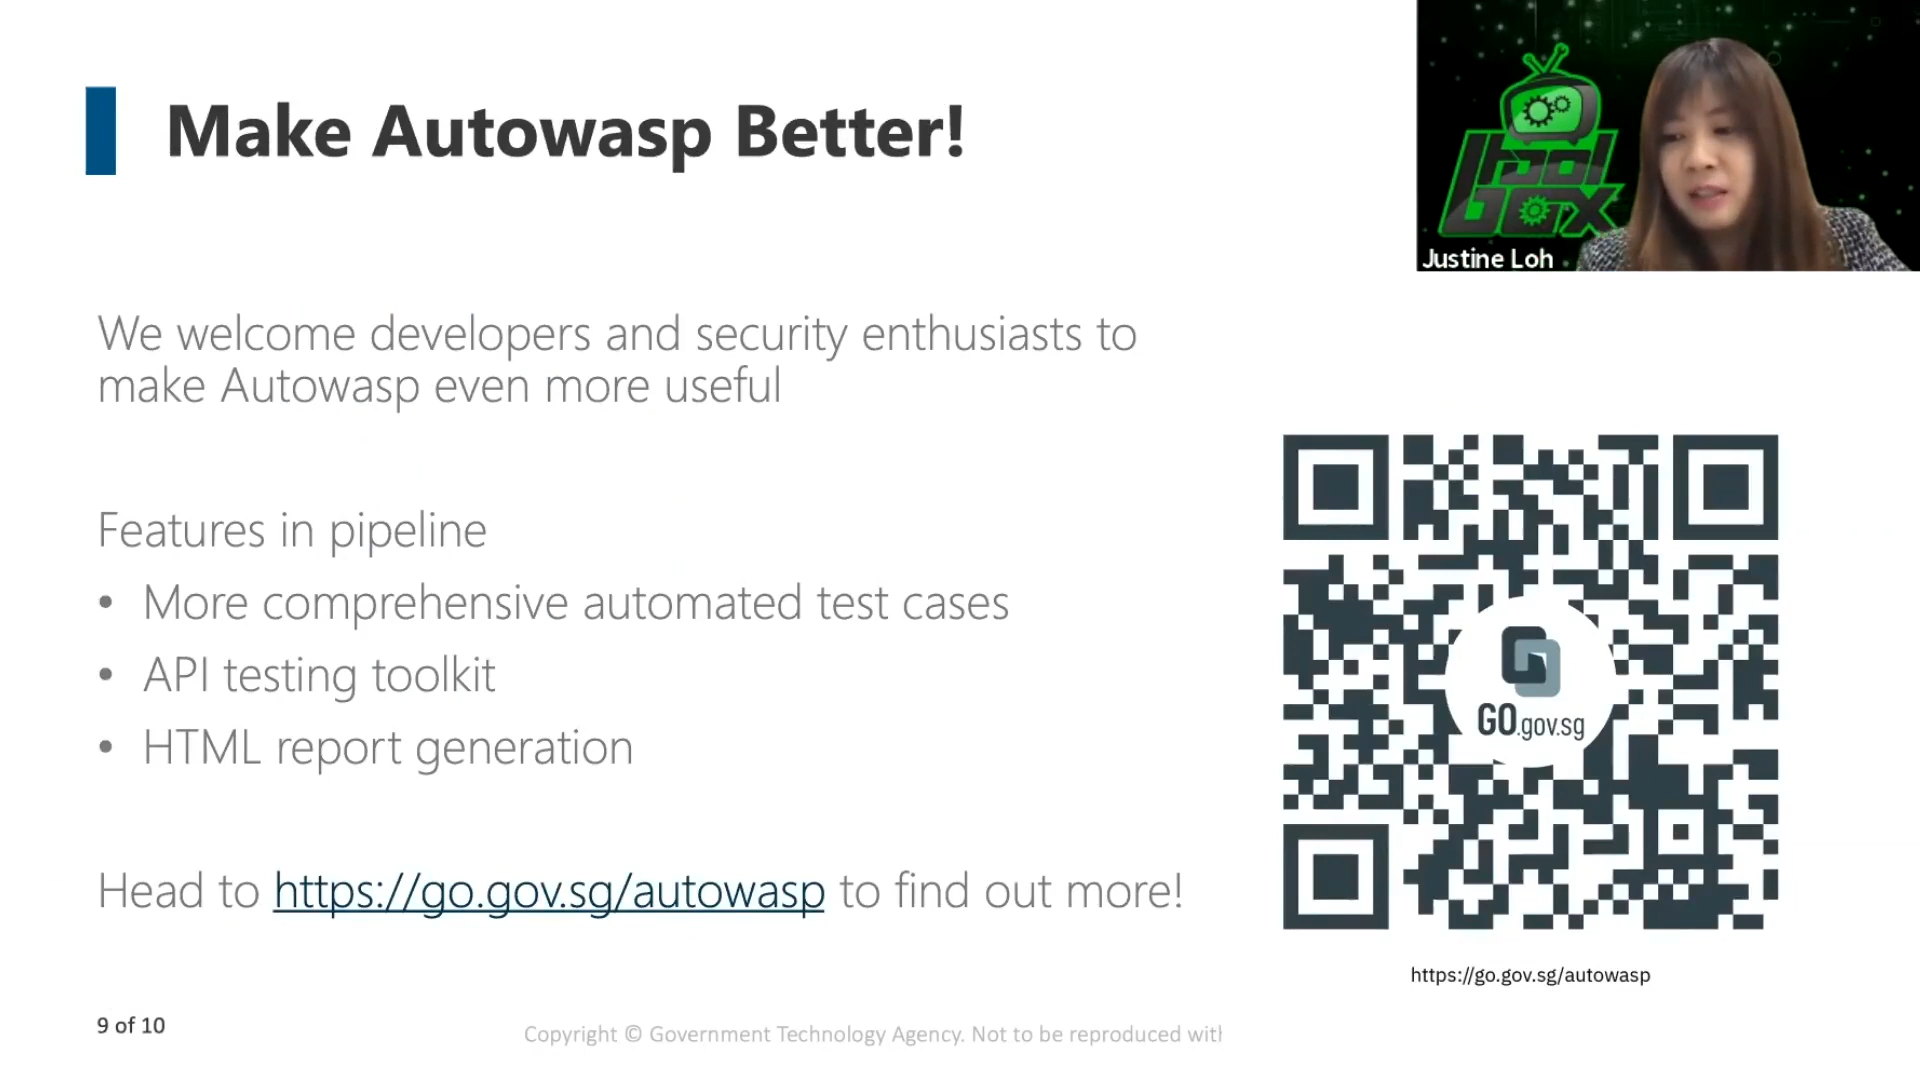 Make Autowasp Better!
Tool
Box
Justine Loh
We welcome developers and security enthusiasts to
make Autowasp even more useful
Features in pipeline
• More comprehensive automated test cases
• API testing toolkit
• HTML report generation
Head to https://go.gov.sg/autowasp to find out more!
GO.gov.sg
https://go.gov.sg/autowasp
9 of 10
Copyright © Government Technology Agency. Not to be reproduced